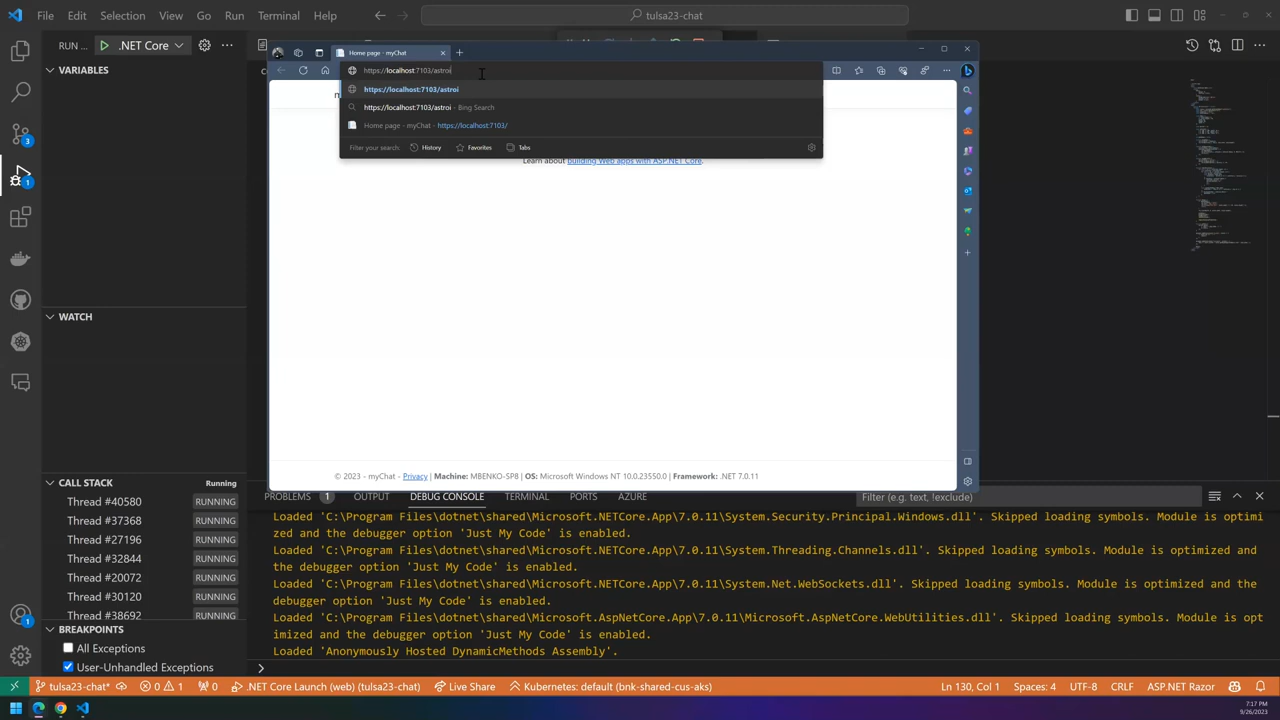 File Edit Selection View Go Run Terminal Help
tulsa23-chat
RUN ... .NET Core
VARIABLES
WATCH
CALL STACK Running
Thread #40580 RUNNING
Thread #37368 RUNNING
Thread #27196 RUNNING
Thread #32844 RUNNING
Thread #20072 RUNNING
Thread #30120 RUNNING
Thread #38692 RUNNING
BREAKPOINTS
All Exceptions
User-Unhandled Exceptions
Home page - myChat
https://localhost:7103/astroi
https://localhost:7103/astroi
https://localhost:7103/astroi - Bing Search
Home page - myChat - https://localhost:7103/
Filter your search: History Favorites Tabs
Learn about building Web apps with ASP.NET Core.
© 2023 - myChat - Privacy | Machine: MBENKO-SP8 | OS: Microsoft Windows NT 10.0.23550.0 | Framework: .NET 7.0.11
PROBLEMS 1 OUTPUT DEBUG CONSOLE TERMINAL PORTS AZURE Filter (e.g. text, !exclude)
Loaded 'C:\Program Files\dotnet\shared\Microsoft.NETCore.App\7.0.11\System.Security.Principal.Windows.dll'. Skipped loading symbols. Module is optimi
zed and the debugger option 'Just My Code' is enabled.
Loaded 'C:\Program Files\dotnet\shared\Microsoft.NETCore.App\7.0.11\System.Threading.Channels.dll'. Skipped loading symbols. Module is optimized and
the debugger option 'Just My Code' is enabled.
Loaded 'C:\Program Files\dotnet\shared\Microsoft.NETCore.App\7.0.11\System.Net.WebSockets.dll'. Skipped loading symbols. Module is optimized and the
debugger option 'Just My Code' is enabled.
Loaded 'C:\Program Files\dotnet\shared\Microsoft.AspNetCore.App\7.0.11\Microsoft.AspNetCore.WebUtilities.dll'. Skipped loading symbols. Module is opt
imized and the debugger option 'Just My Code' is enabled.
Loaded 'Anonymously Hosted DynamicMethods Assembly'.
3
1
1
tulsa23-chat* 0 1 0 .NET Core Launch (web) (tulsa23-chat) Live Share Kubernetes: default (bnk-shared-cus-aks) Ln 130, Col 1 Spaces: 4 UTF-8 CRLF ASP.NET Razor
7:17 PM
9/26/2023